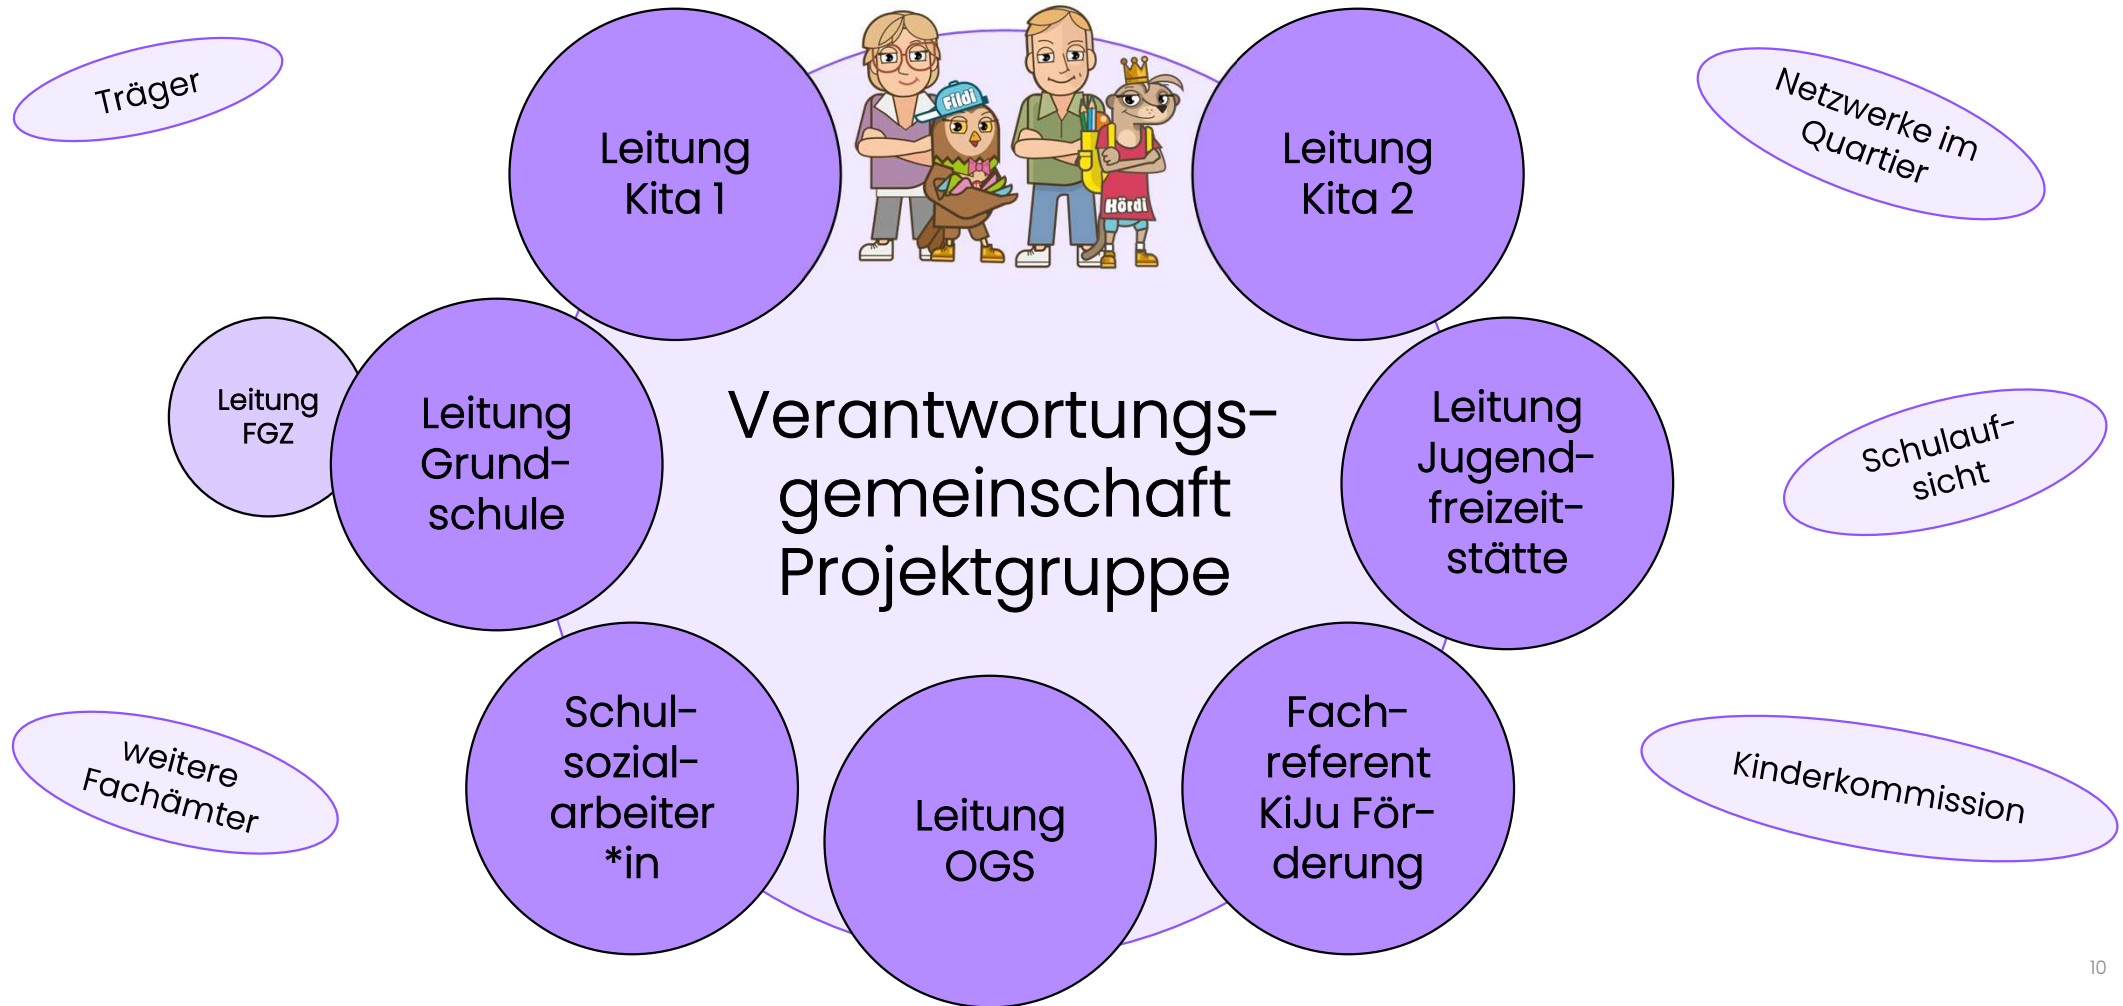 Träger
Leitung
Kita 1
Fildi
Hördi
Leitung
Kita 2
Netzwerke im
Quartier
Leitung
FGZ
Leitung
Grund-
schule
Verantwortungs-
gemeinschaft
Projektgruppe
Leitung
Jugend-
freizeit-
stätte
Schulauf-
sicht
weitere
Fachämter
Schul-
sozial-
arbeiter
*in
Leitung
OGS
Fach-
referent
KiJu För-
derung
Kinderkommission
10